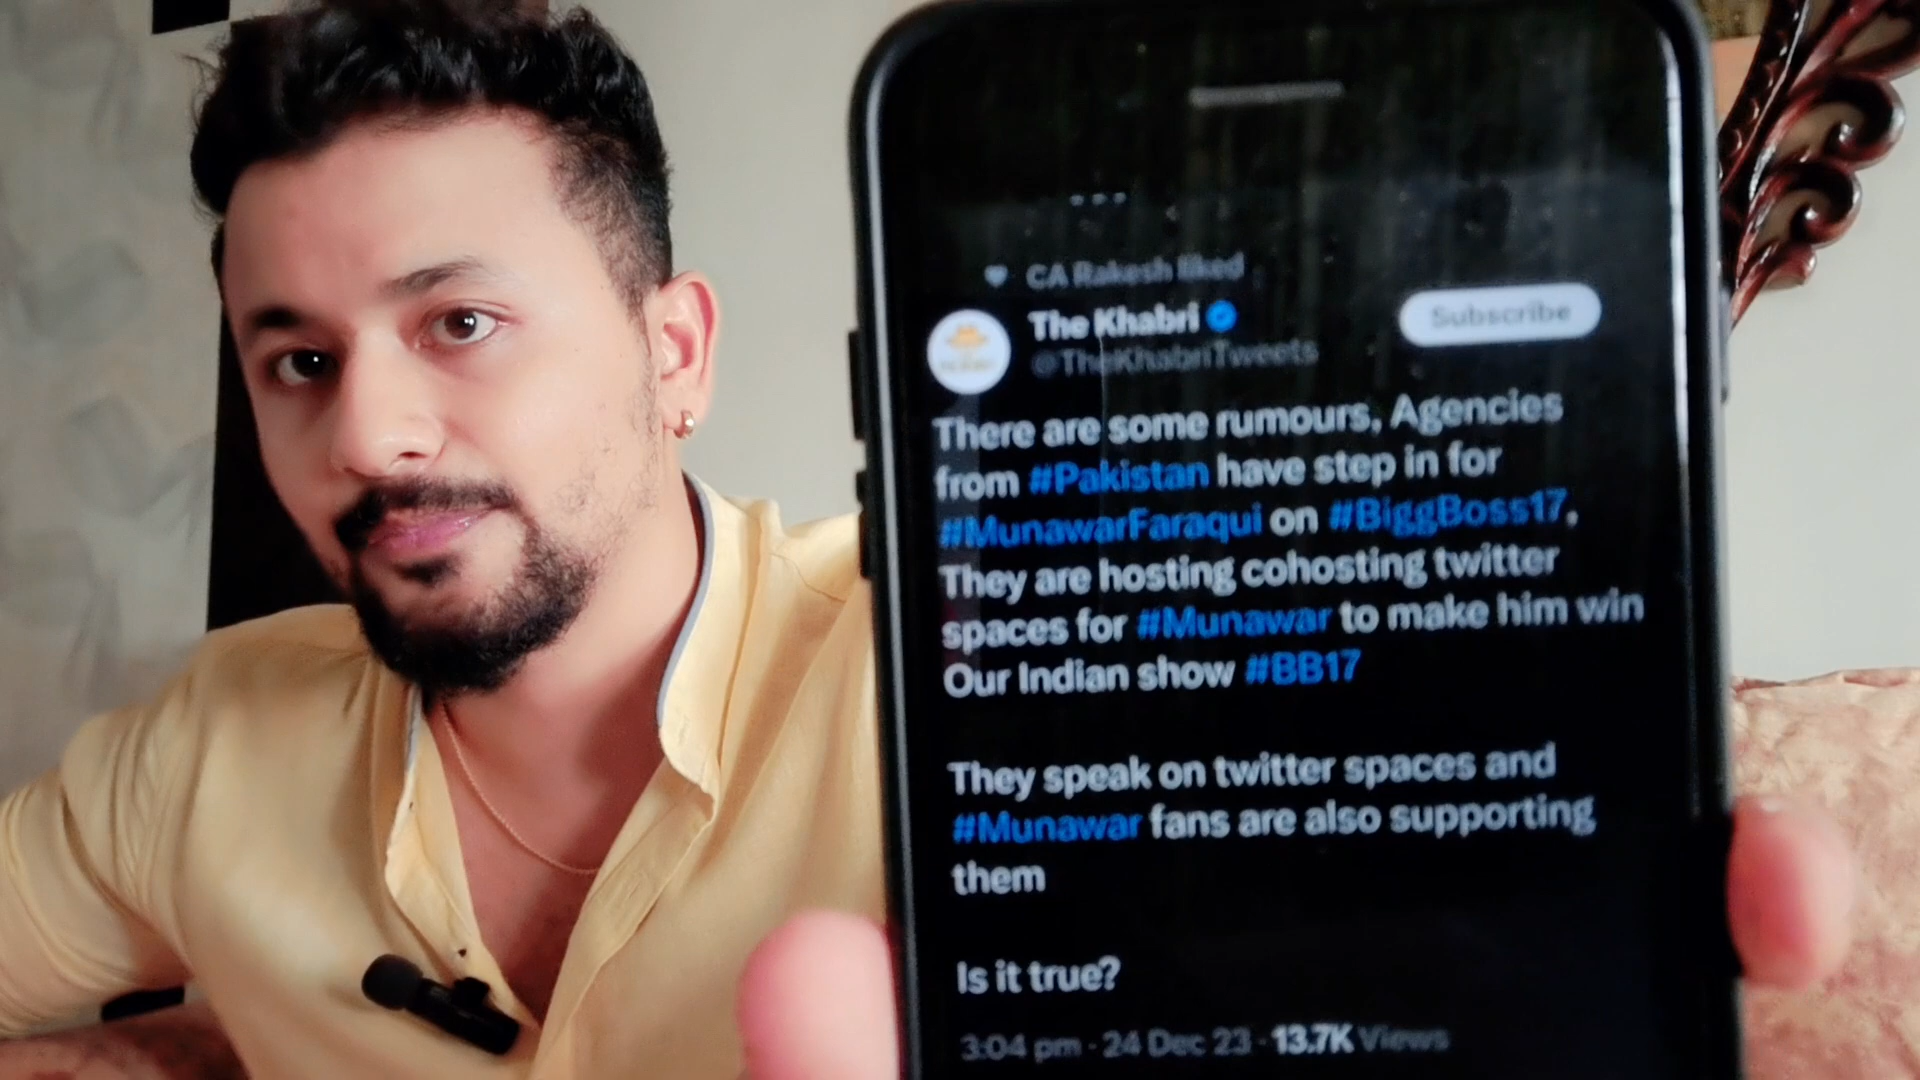 CA Rakesh liked
The Khabri
@TheKhabriTweets
Subscribe
There are some rumours, Agencies
from #Pakistan have step in for
#MunawarFaraqui on #BiggBoss17.
They are hosting cohosting twitter
spaces for #Munawar to make him win
Our Indian show #BB17
They speak on twitter spaces and
#Munawar fans are also supporting
them
Is it true?
3:04 pm · 24 Dec 23 · 13.7K Views